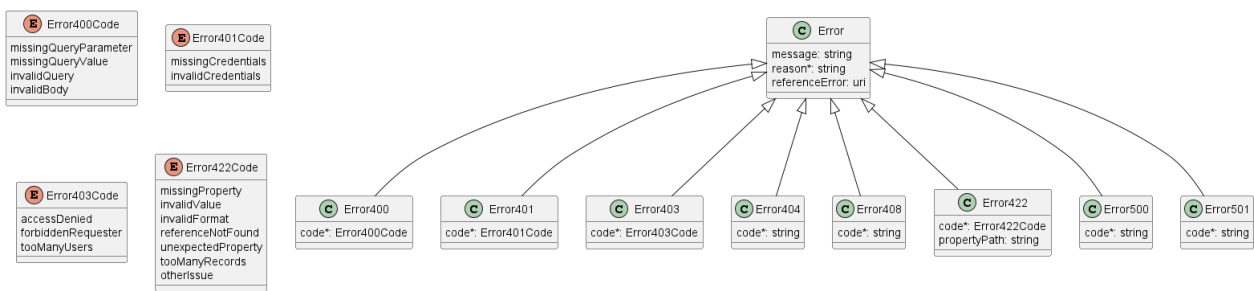 E Error400Code
missingQueryParameter
missingQueryValue
invalidQuery
invalidBody
E Error401Code
missingCredentials
invalidCredentials
C Error
message: string
reason*: string
referenceError: uri
E Error403Code
accessDenied
forbiddenRequester
tooManyUsers
E Error422Code
missingProperty
invalidValue
invalidFormat
referenceNotFound
unexpectedProperty
tooManyRecords
otherIssue
C Error400
code*: Error400Code
C Error401
code*: Error401Code
C Error403
code*: Error403Code
C Error404
code*: string
C Error408
code*: string
C Error422
code*: Error422Code
propertyPath: string
C Error500
code*: string
C Error501
code*: string